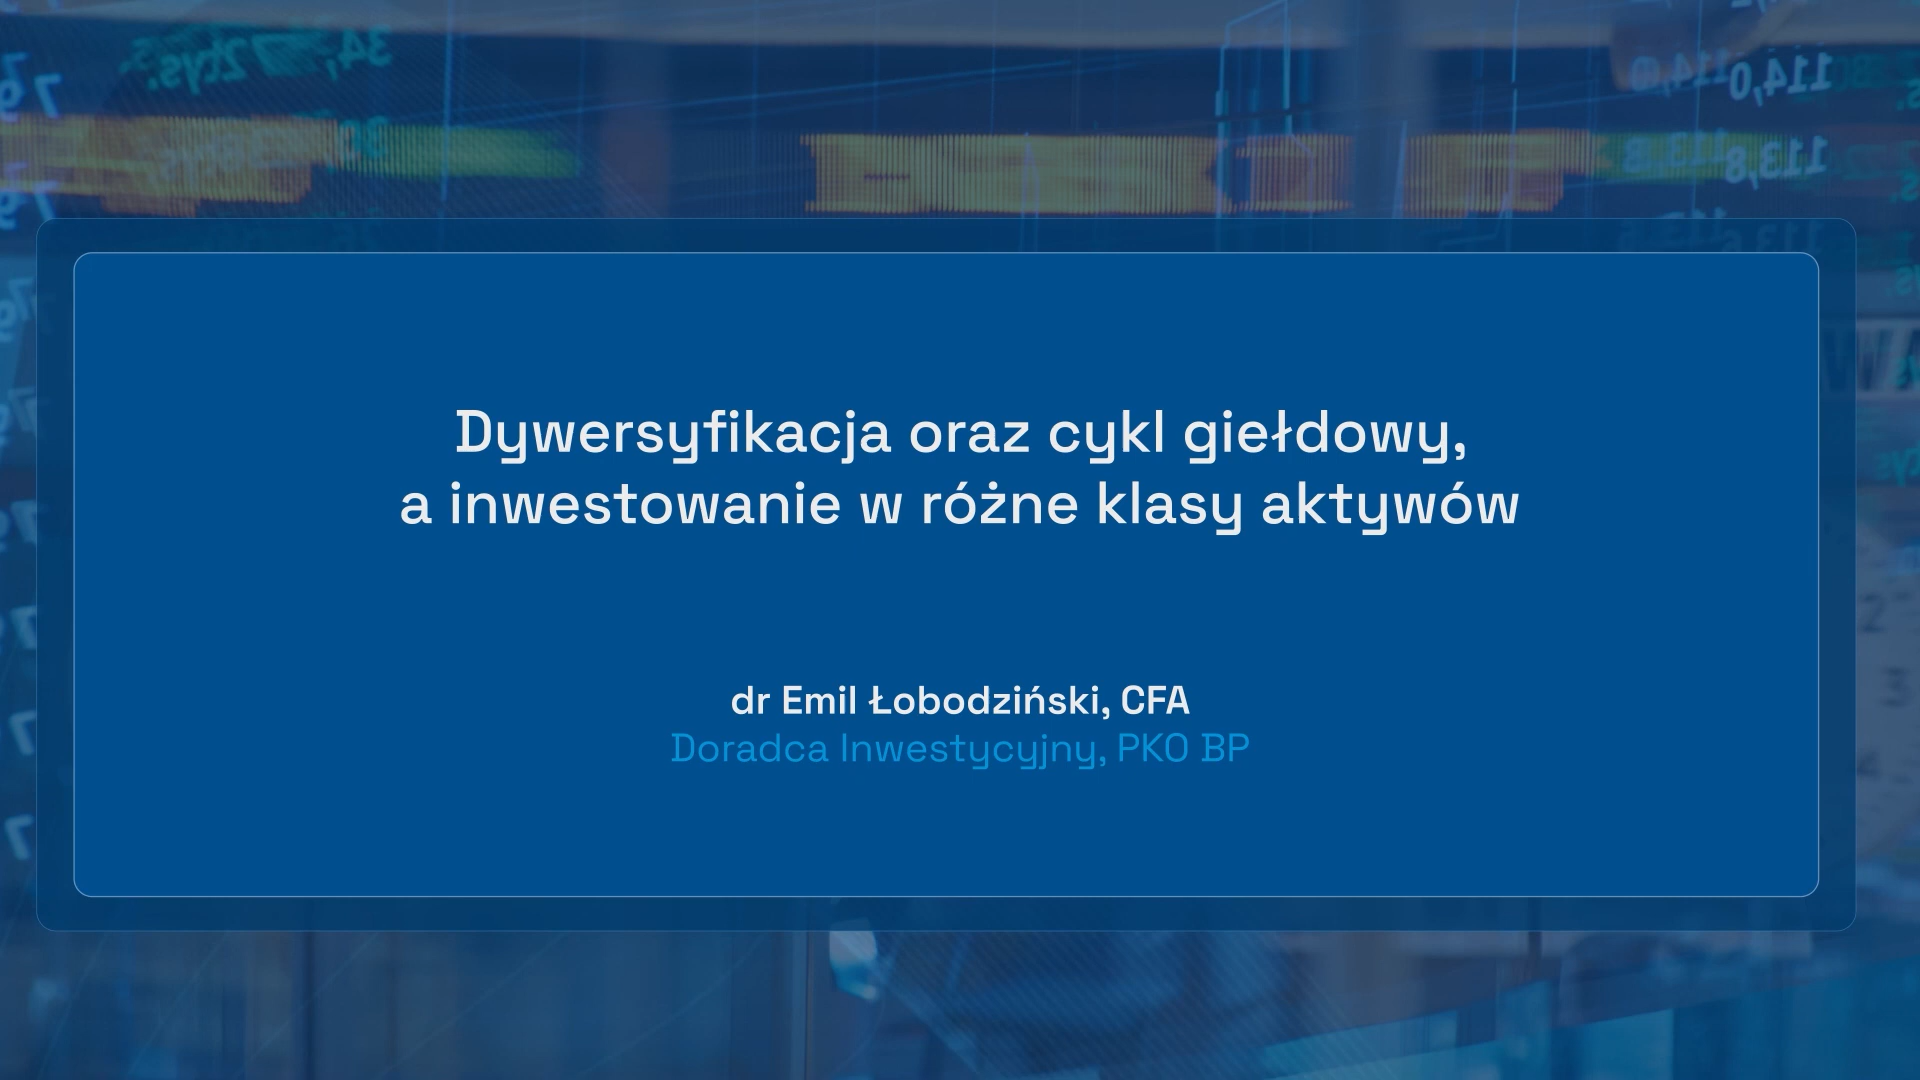 Dywersyfikacja oraz cykl giełdowy,
a inwestowanie w różne klasy aktywów
dr Emil Łobodziński, CFA
Doradca Inwestycyjny, PKO BP